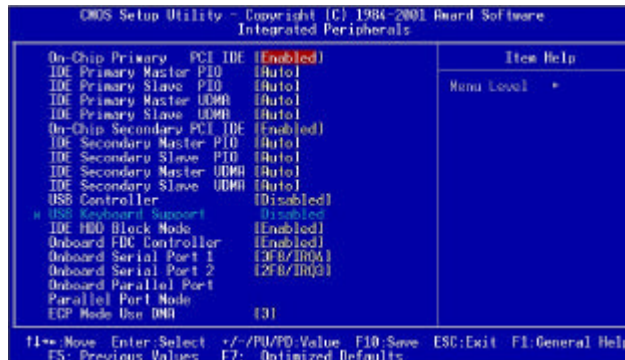 CMOS Setup Utility - Copyright (C) 1984-2001 Award Software
Integrated Peripherals
On-Chip Primary PCI IDE [Enabled]
IDE Primary Master PIO [Auto]
IDE Primary Slave PIO [Auto]
IDE Primary Master UDMA [Auto]
IDE Primary Slave UDMA [Auto]
On-Chip Secondary PCI IDE [Enabled]
IDE Secondary Master PIO [Auto]
IDE Secondary Slave PIO [Auto]
IDE Secondary Master UDMA [Auto]
IDE Secondary Slave UDMA [Auto]
USB Controller [Disabled]
x USB Keyboard Support Disabled
IDE HDD Block Mode [Enabled]
Onboard FDC Controller [Enabled]
Onboard Serial Port 1 [3F8/IRQ4]
Onboard Serial Port 2 [2F8/IRQ3]
Onboard Parallel Port
Parallel Port Mode
ECP Mode Use DMA [3]
Item Help
Menu Level ▸
↑↓→←:Move Enter:Select +/-/PU/PD:Value F10:Save ESC:Exit F1:General Help
F5: Previous Values F7: Optimized Defaults